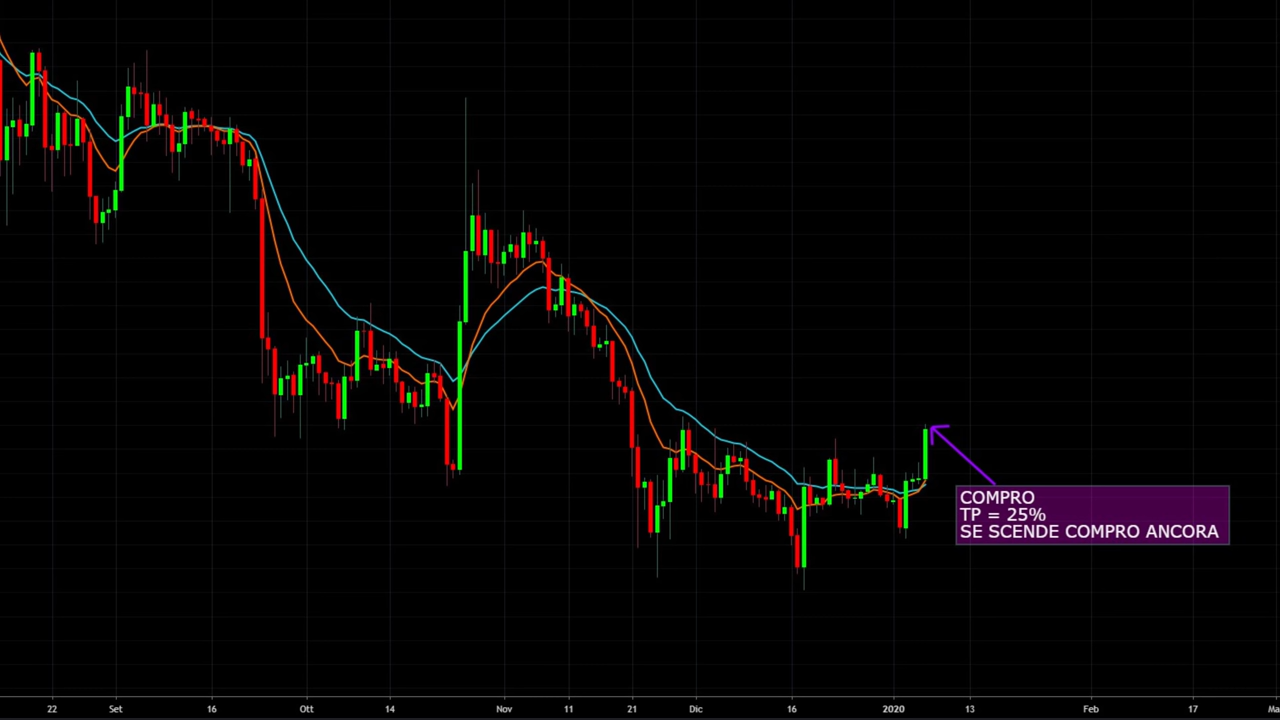 COMPRO
TP = 25%
SE SCENDE COMPRO ANCORA
22 Set 16 Ott 14 Nov 11 21 Dic 16 2020 13 Feb 17